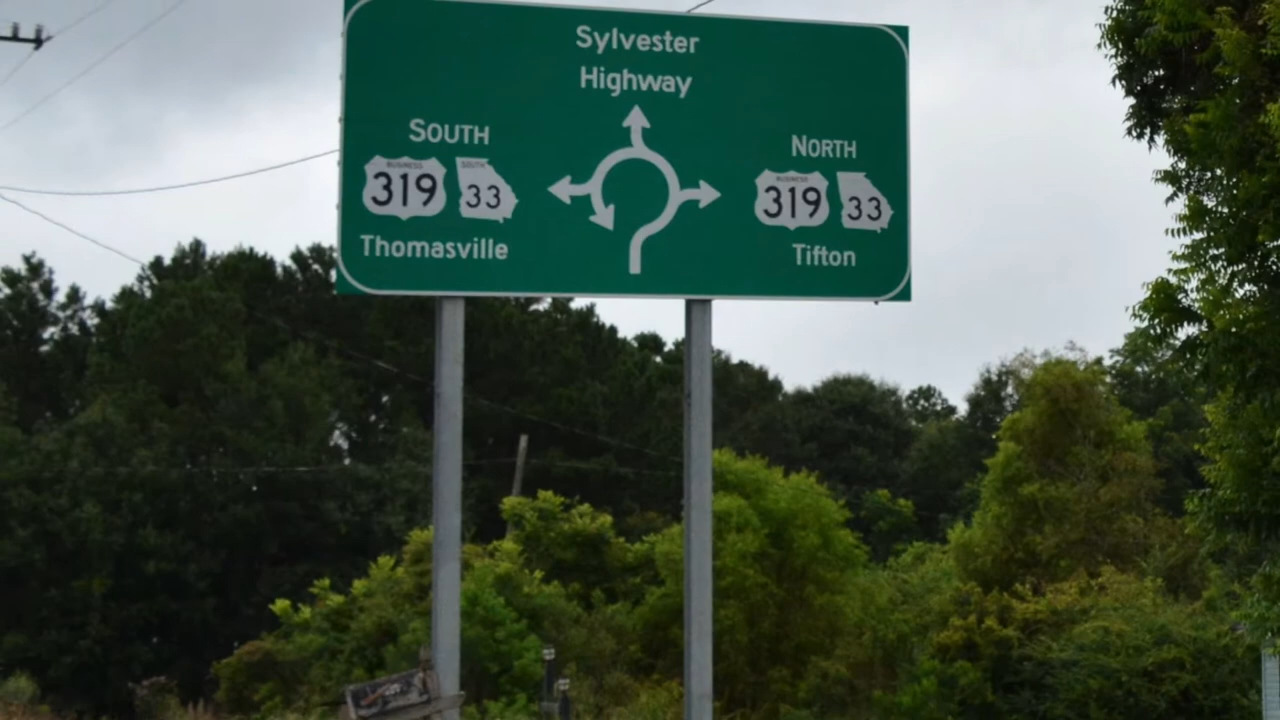 Sylvester
Highway
SOUTH
BUSINESS
319
SOUTH
33
Thomasville
NORTH
BUSINESS
319
33
Tifton